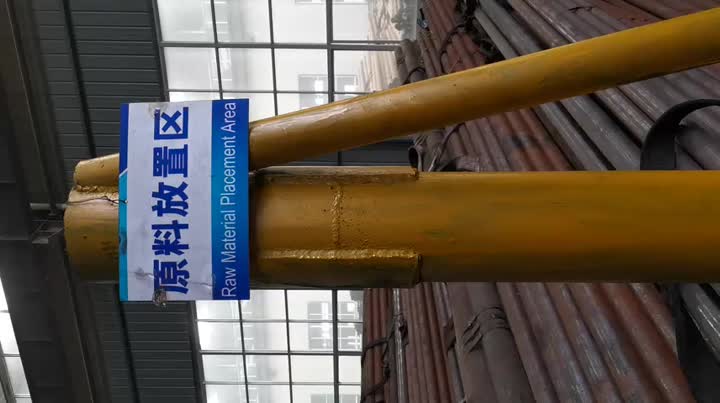 原料放置区
Raw Material Placement Area